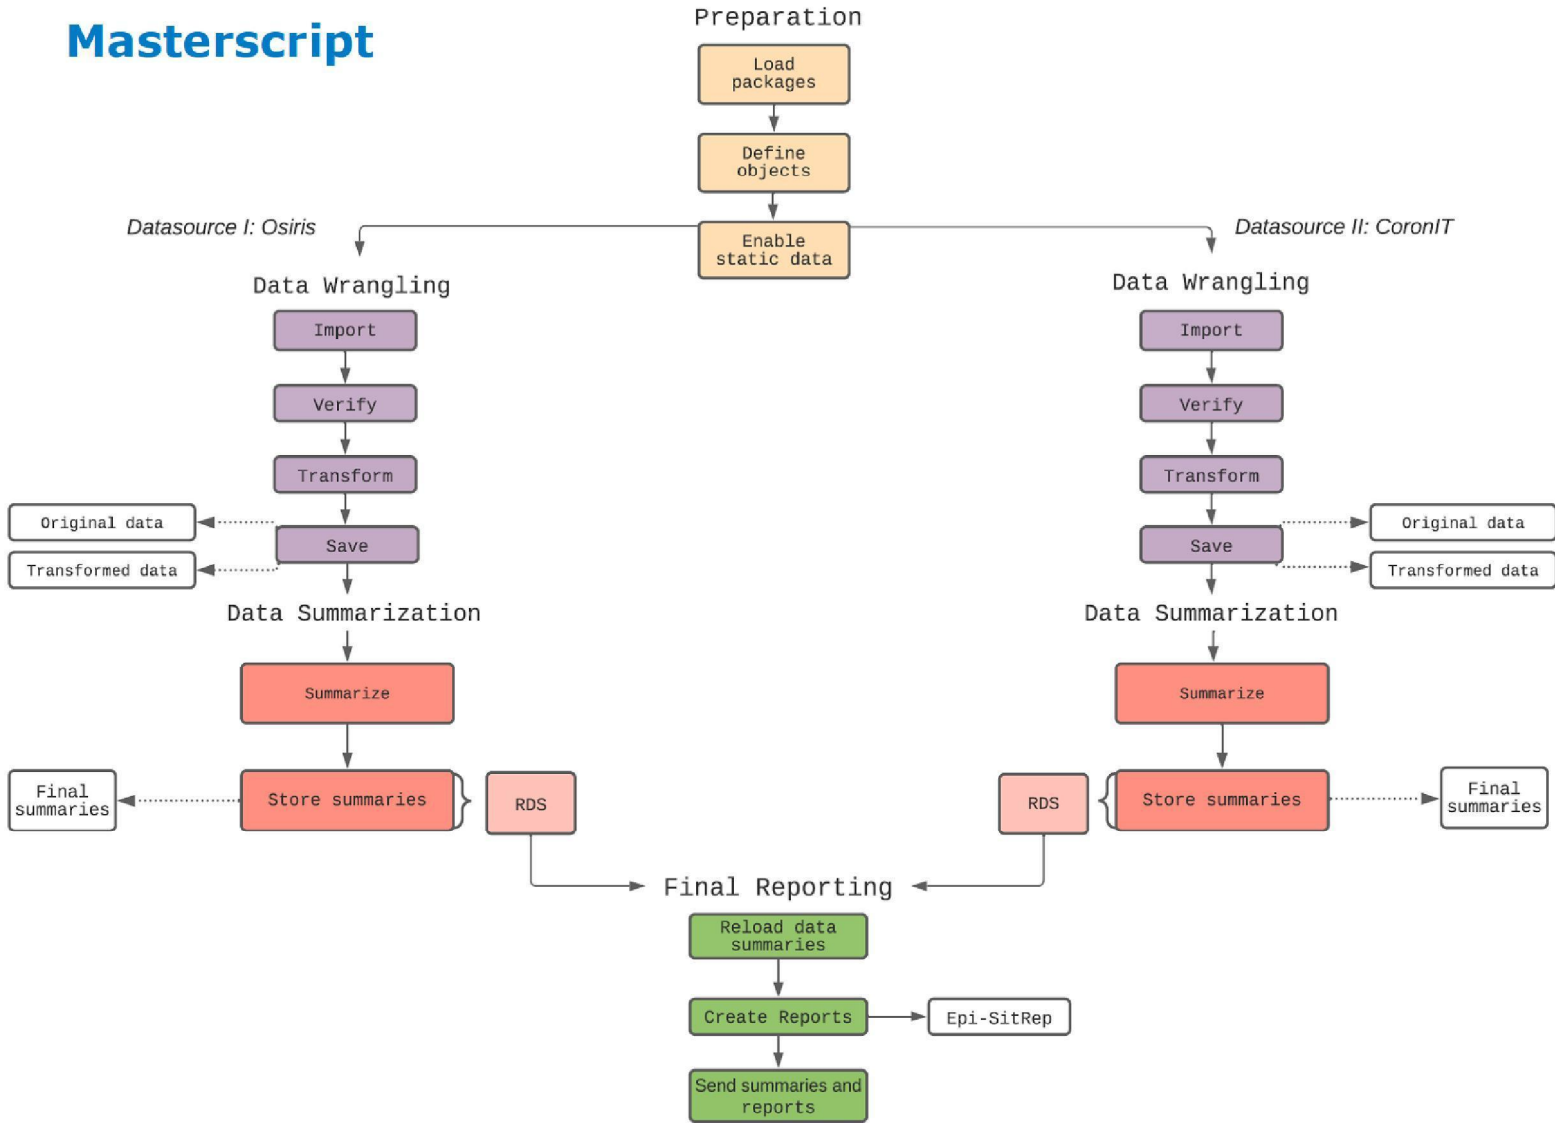 Masterscript
Preparation
Load
packages
Define
objects
Enable
static data
Datasource I: Osiris
Data Wrangling
Import
Verify
Transform
Save
Original data
Transformed data
Data Summarization
Summarize
Store summaries
Final
summaries
RDS
Datasource II: CoronIT
Data Wrangling
Import
Verify
Transform
Save
Original data
Transformed data
Data Summarization
Summarize
Store summaries
Final
summaries
RDS
Final Reporting
Reload data
summaries
Create Reports
Epi-SitRep
Send summaries and
reports